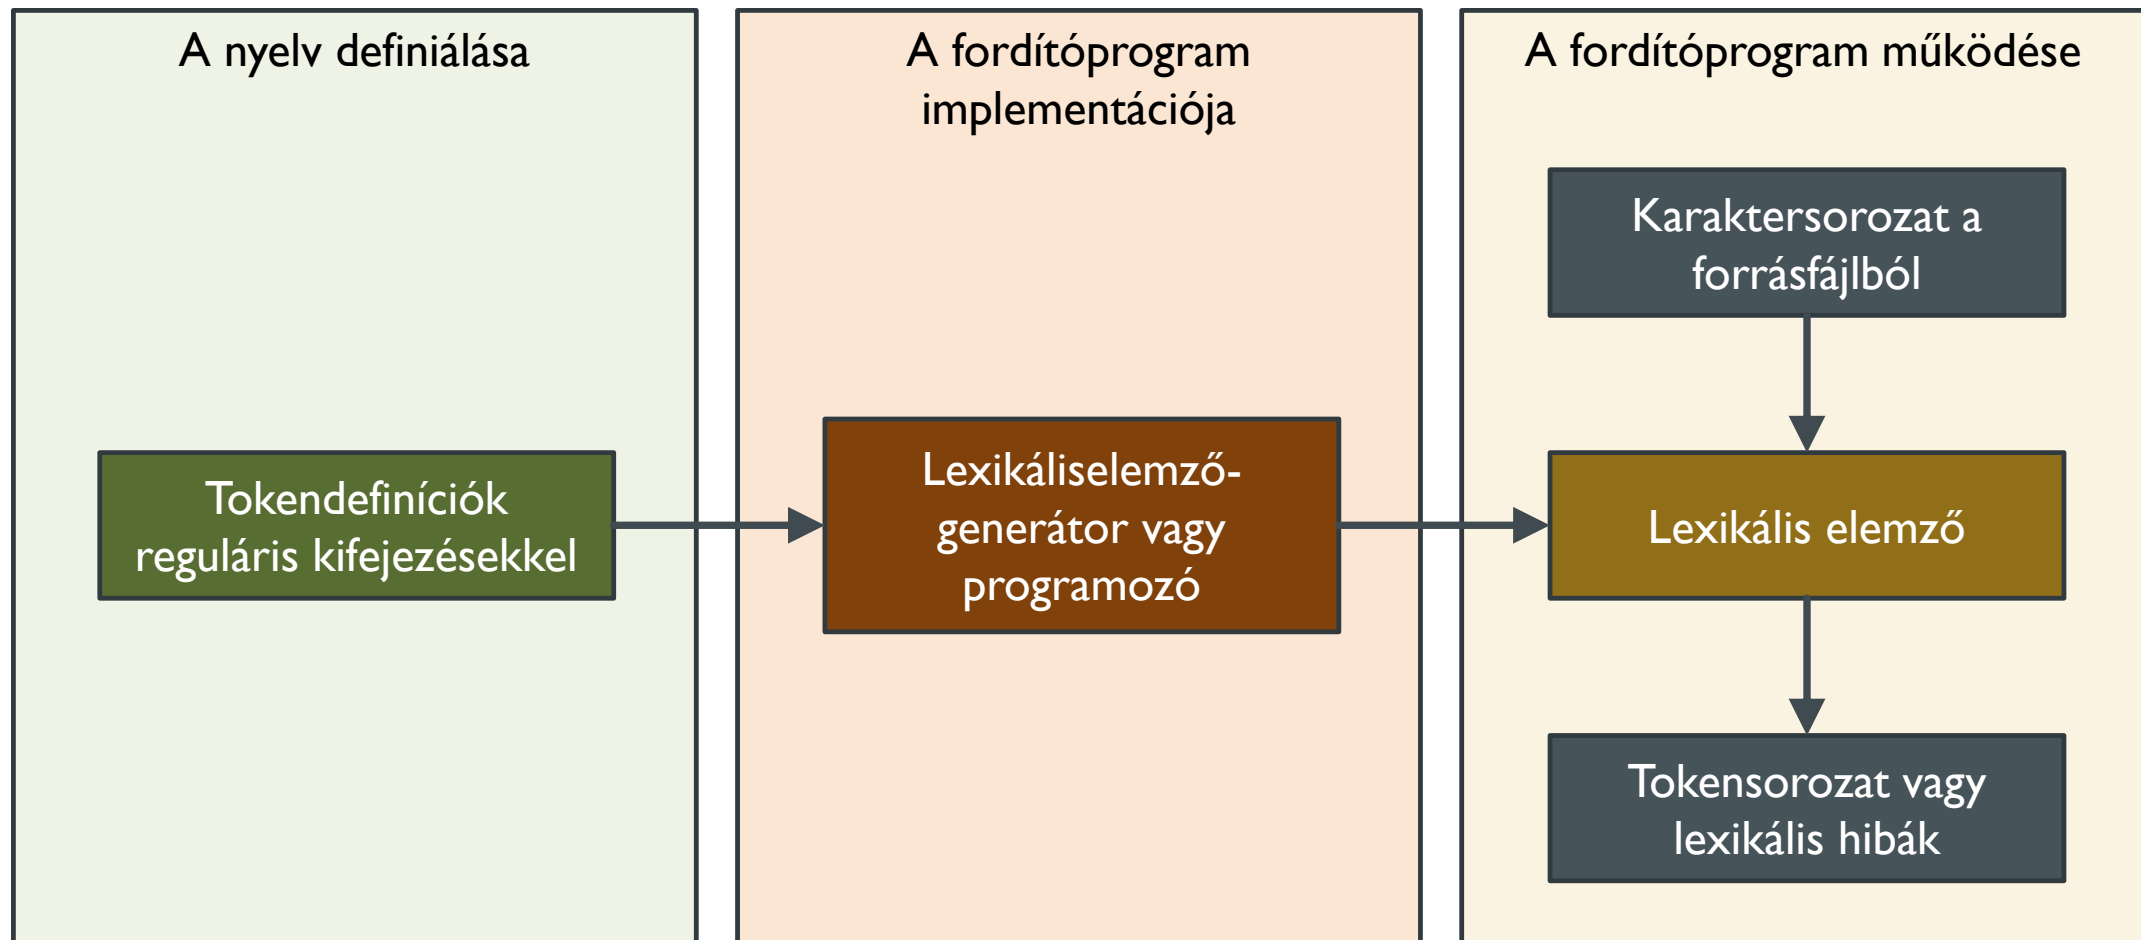 A nyelv definiálása
A fordítóprogram
implementációja
A fordítóprogram működése
Tokendefiníciók
reguláris kifejezésekkel
Lexikáliselemző-
generátor vagy
programozó
Karaktersorozat a
forrásfájlból
Lexikális elemző
Tokensorozat vagy
lexikális hibák